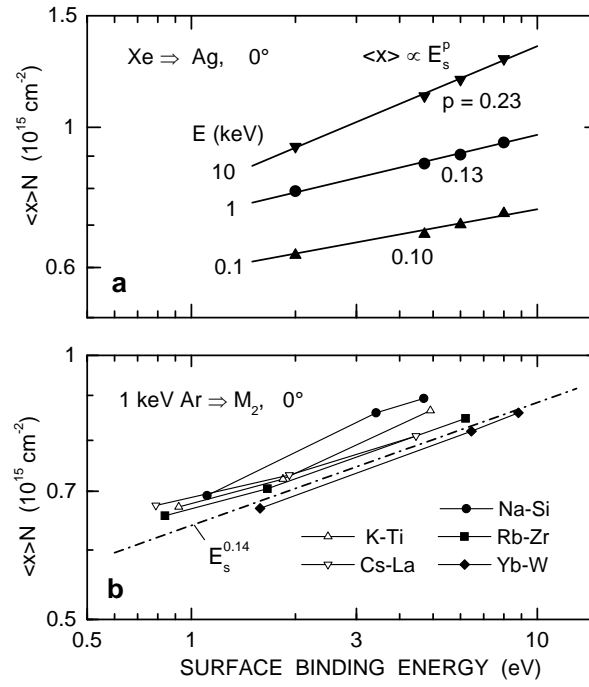 Xe ⇒ Ag, 0°
<x> ∝ E_s^p
p = 0.23
E (keV)
10
0.13
1
0.10
0.1
a
1
0.6
<x>N (10^15 cm^-2)
1 keV Ar ⇒ M_2, 0°
E_s^0.14
Na-Si
K-Ti
Rb-Zr
Cs-La
Yb-W
b
1
0.7
0.5
<x>N (10^15 cm^-2)
0.5
1
3
10
SURFACE BINDING ENERGY (eV)